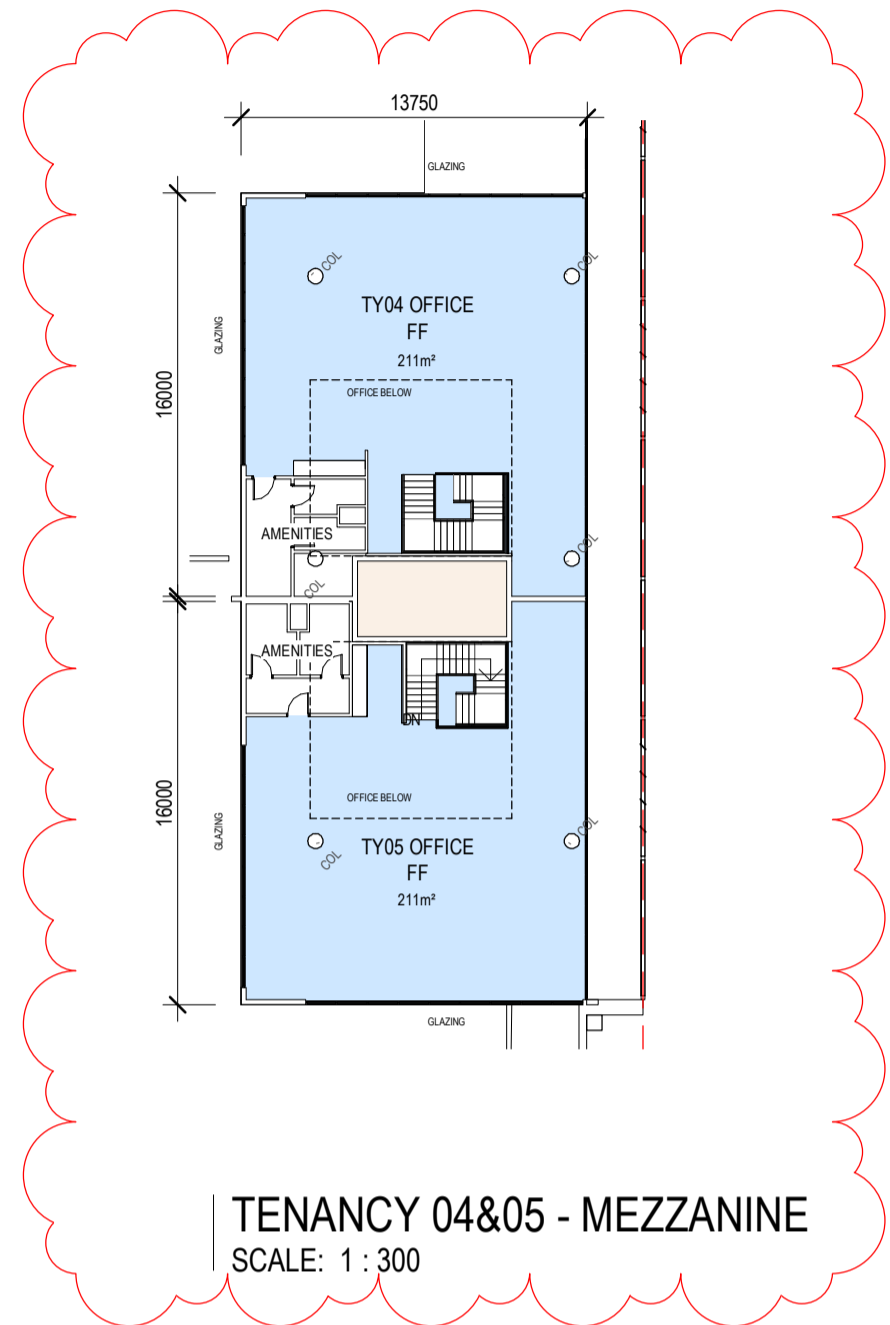 13750
GLAZING
COL
COL
TY04 OFFICE
FF
211m²
GLAZING
16000
OFFICE BELOW
AMENITIES
COL
COL
AMENITIES
DN
OFFICE BELOW
16000
GLAZING
COL
TY05 OFFICE
COL
FF
211m²
GLAZING
TENANCY 04&05 - MEZZANINE
SCALE: 1 : 300